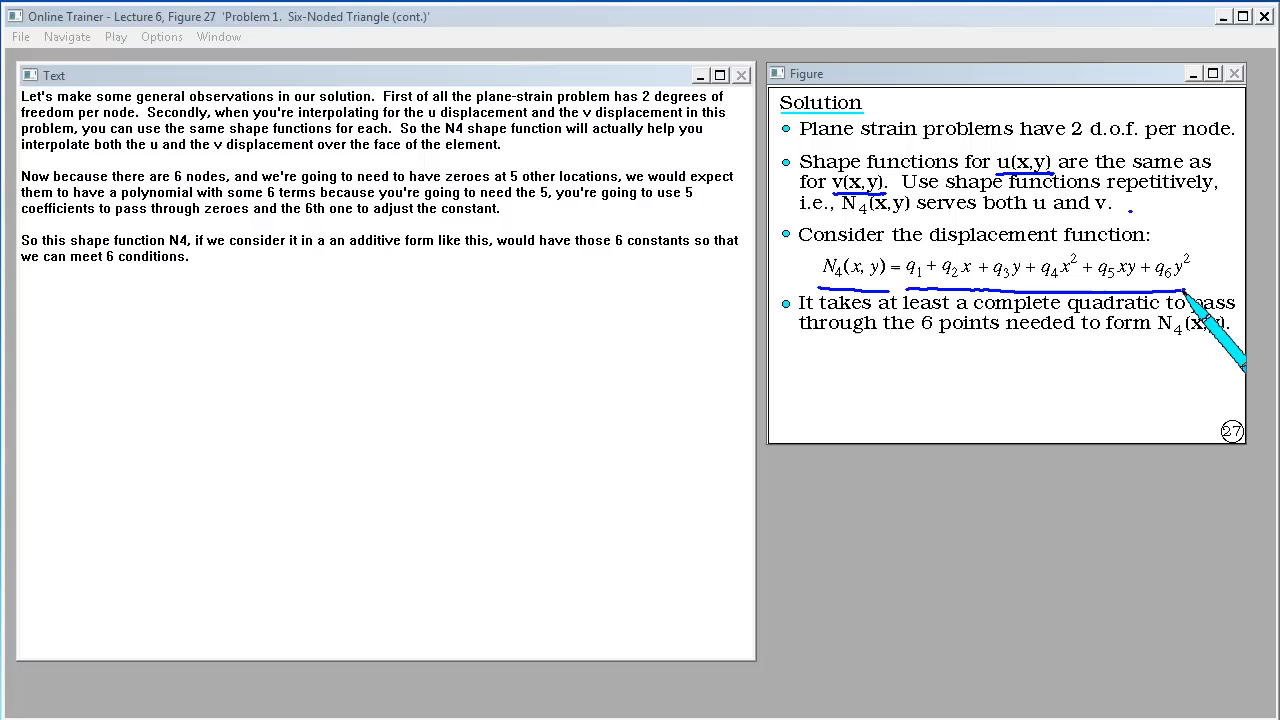 Online Trainer - Lecture 6, Figure 27 'Problem 1. Six-Noded Triangle (cont.)'
File Navigate Play Options Window
Text
Let's make some general observations in our solution. First of all the plane-strain problem has 2 degrees of
freedom per node. Secondly, when you're interpolating for the u displacement and the v displacement in this
problem, you can use the same shape functions for each. So the N4 shape function will actually help you
interpolate both the u and the v displacement over the face of the element.
Now because there are 6 nodes, and we're going to need to have zeroes at 5 other locations, we would expect
them to have a polynomial with some 6 terms because you're going to need the 5, you're going to use 5
coefficients to pass through zeroes and the 6th one to adjust the constant.
So this shape function N4, if we consider it in a an additive form like this, would have those 6 constants so that
we can meet 6 conditions.
Figure
Solution
• Plane strain problems have 2 d.o.f. per node.
• Shape functions for u(x,y) are the same as
for v(x,y). Use shape functions repetitively,
i.e., N₄(x,y) serves both u and v.
• Consider the displacement function:
N₄(x, y) = q₁ + q₂x + q₃y + q₄x² + q₅xy + q₆y²
• It takes at least a complete quadratic to pass
through the 6 points needed to form N₄(x,y).
27